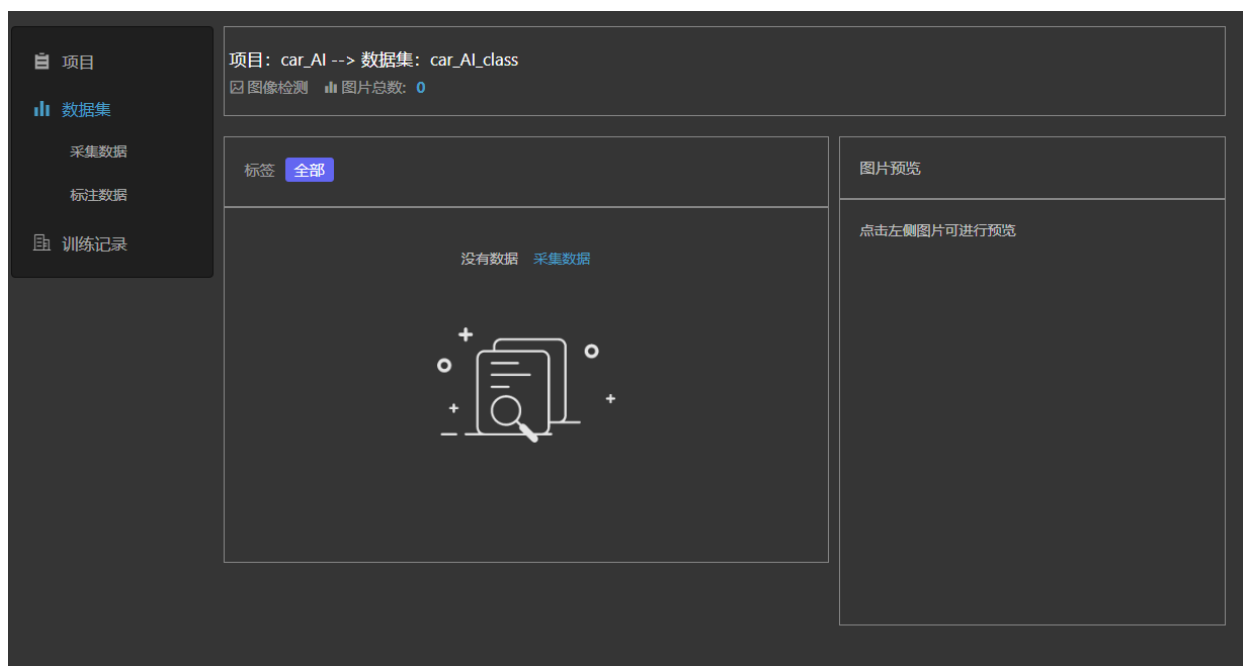 项目
数据集
采集数据
标注数据
训练记录
项目：car_AI --> 数据集：car_AI_class
图像检测 图片总数: 0
标签 全部
没有数据 采集数据
图片预览
点击左侧图片可进行预览